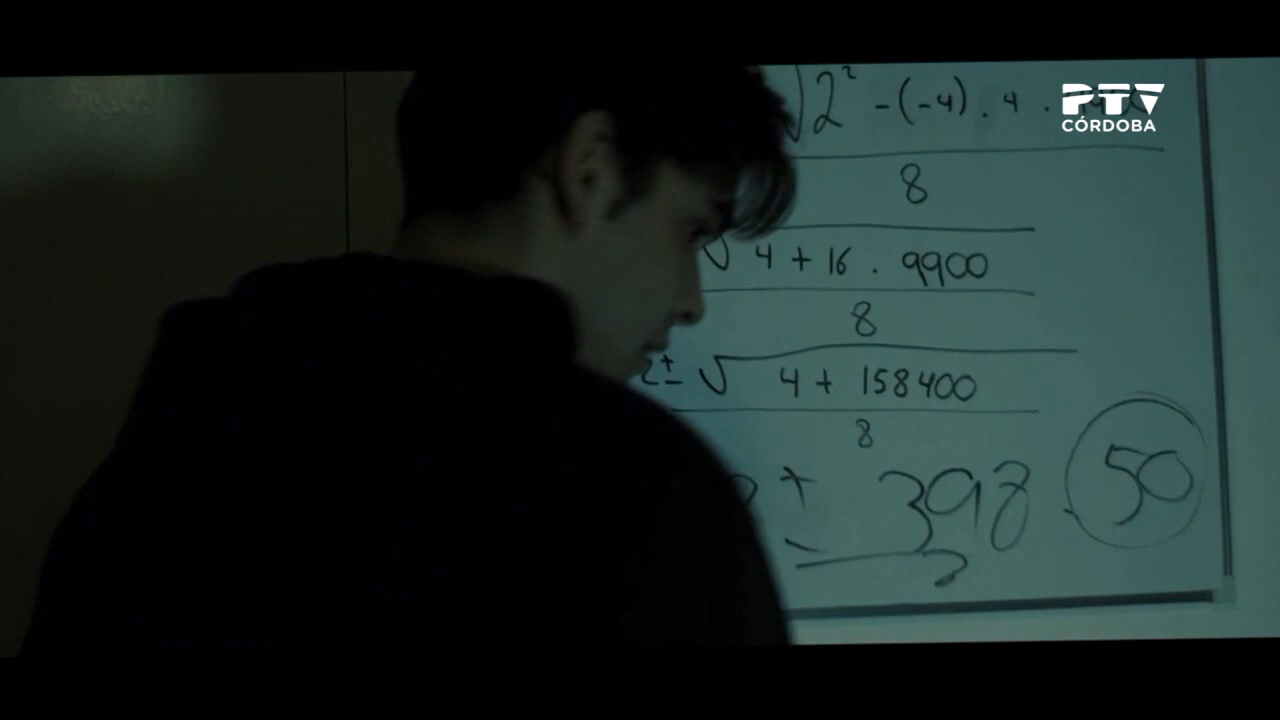 √2² -(-4) . 4 .
PTV
CÓRDOBA
8
√4 + 16 . 9900
8
2 ± √4 + 158400
8
± 398
50